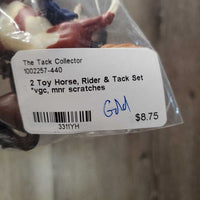 The Tack Collector
1002257-440
2 Toy Horse, Rider & Tack Set
*vgc, mnr scratches
Gold
$8.75
3311YH